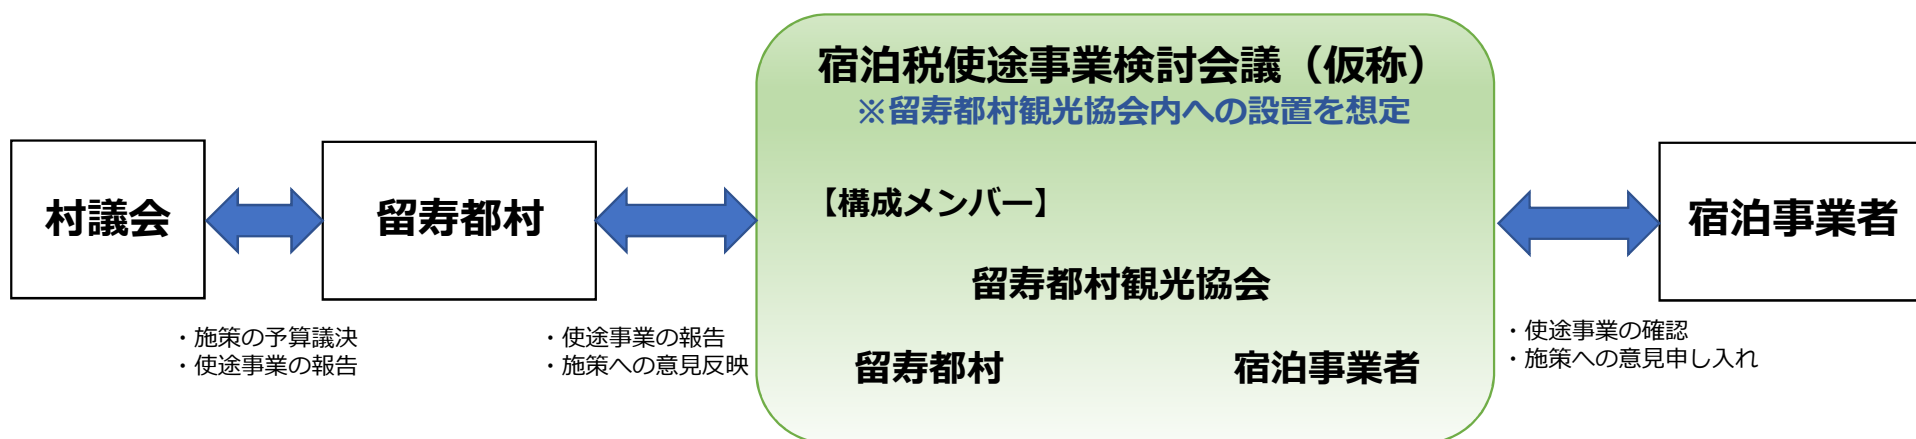 宿泊税使途事業検討会議（仮称）
※留寿都村観光協会内への設置を想定
【構成メンバー】
留寿都村観光協会
留寿都村
宿泊事業者
村議会
留寿都村
宿泊事業者
・施策の予算議決
・使途事業の報告
・使途事業の報告
・施策への意見反映
・使途事業の確認
・施策への意見申し入れ